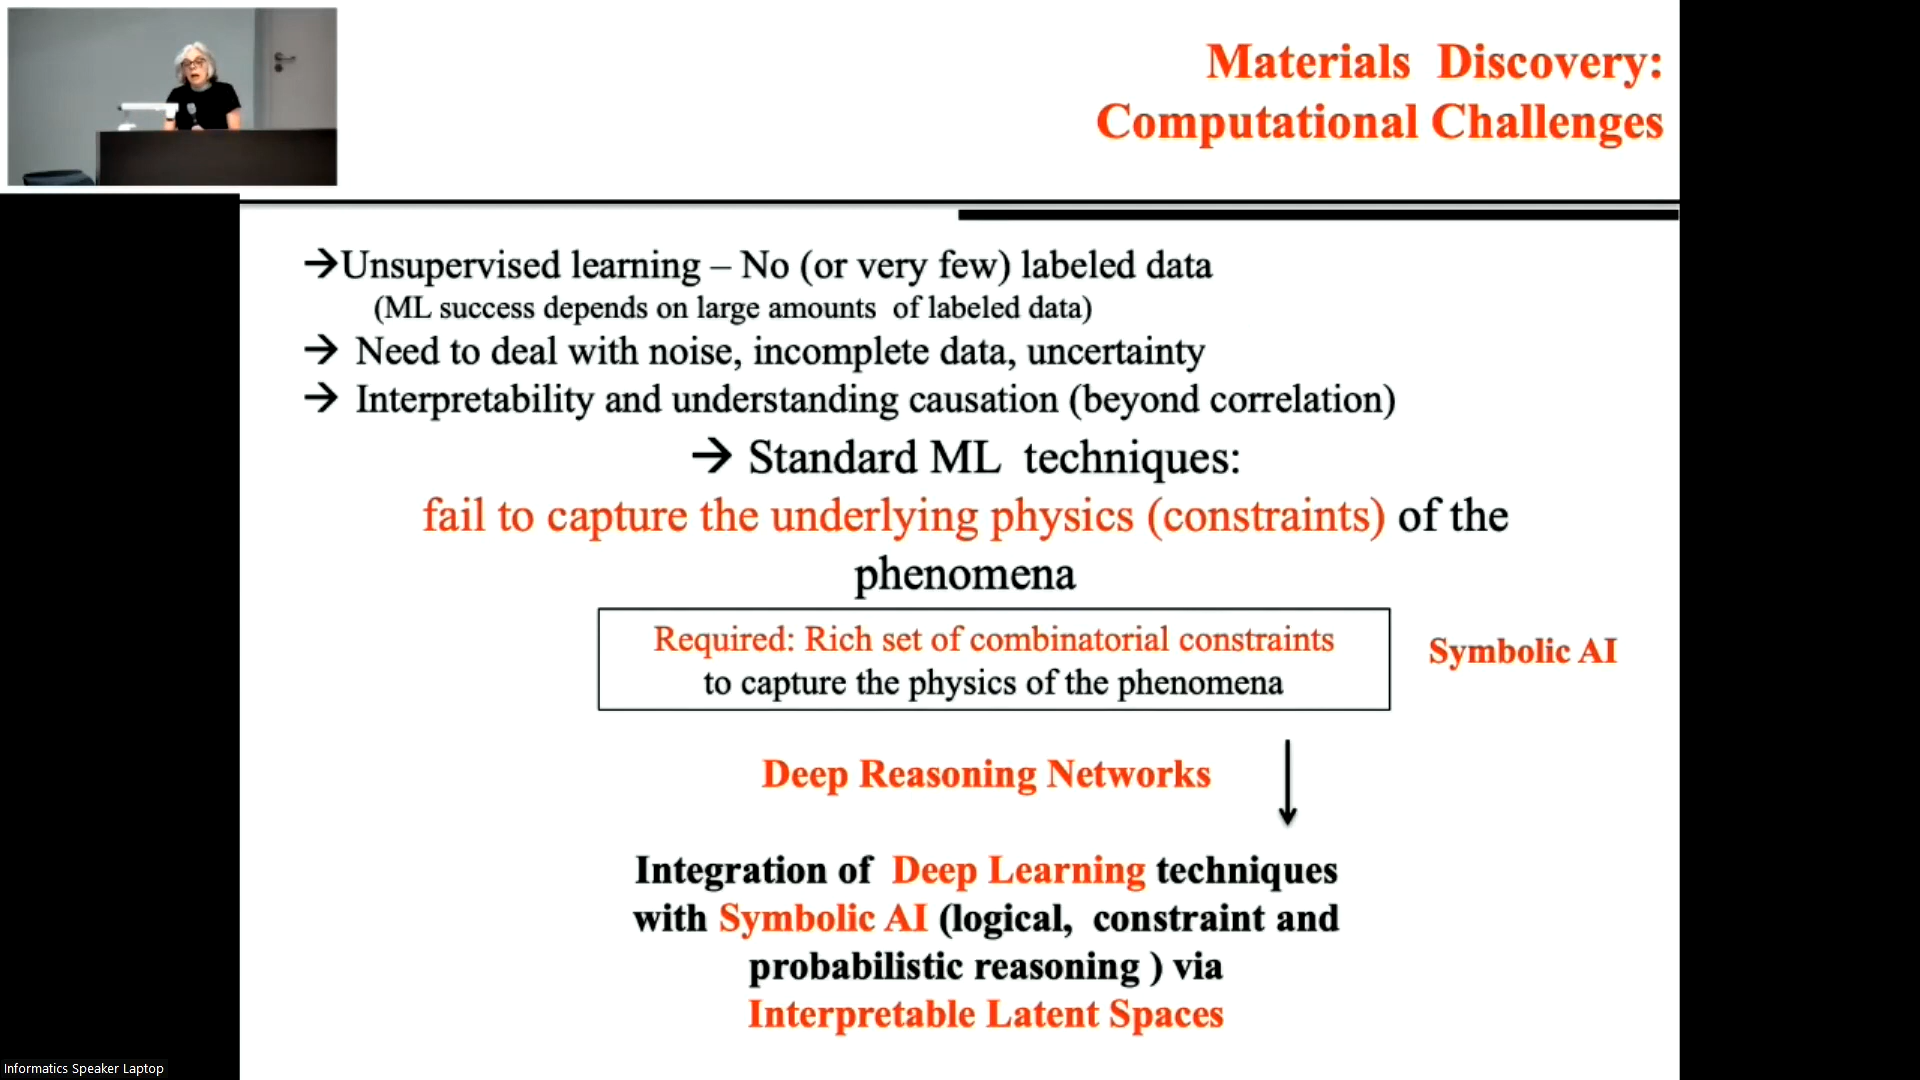 Materials Discovery:
Computational Challenges
→Unsupervised learning – No (or very few) labeled data
(ML success depends on large amounts of labeled data)
→ Need to deal with noise, incomplete data, uncertainty
→ Interpretability and understanding causation (beyond correlation)
→ Standard ML techniques:
fail to capture the underlying physics (constraints) of the
phenomena
Required: Rich set of combinatorial constraints
to capture the physics of the phenomena
Symbolic AI
Deep Reasoning Networks
Integration of Deep Learning techniques
with Symbolic AI (logical, constraint and
probabilistic reasoning ) via
Interpretable Latent Spaces
Informatics Speaker Laptop